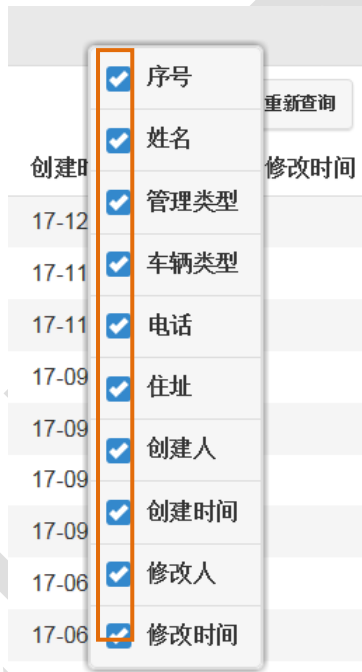 序号
重新查询
姓名
创建时 修改时间
管理类型
17-12
车辆类型
17-11
17-11 电话
17-09 住址
17-09
创建人
17-09
创建时间
17-09
17-06 修改人
17-06 修改时间